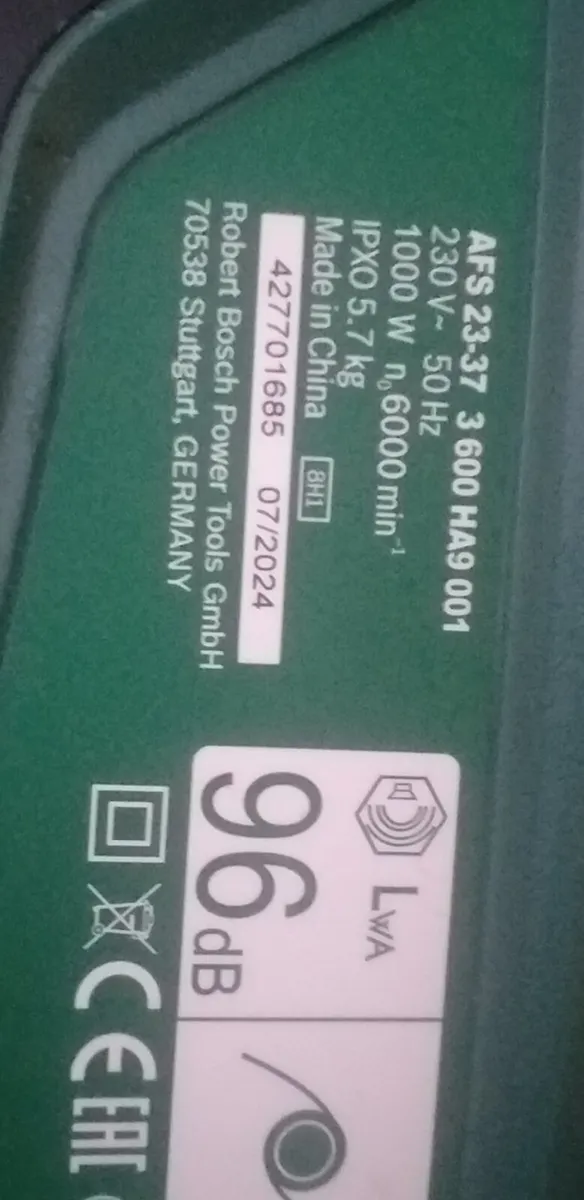 AFS 23-37 3 600 HA9 001
230 V~ 50 Hz
1000 W n₀ 6000 min⁻¹
IPX0 5.7 kg
Made in China 8H1
427701685 07/2024
Robert Bosch Power Tools GmbH
70538 Stuttgart, GERMANY
LWA
96 dB
CE EAC